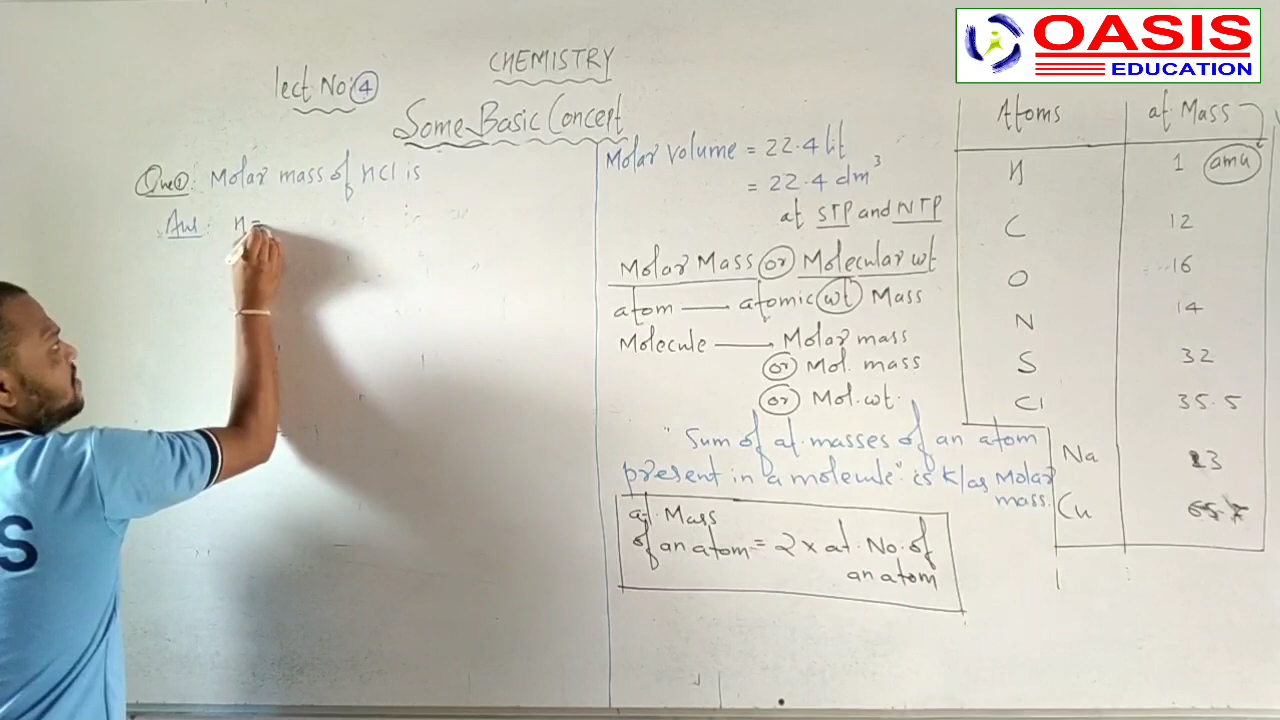 OASIS
EDUCATION
CHEMISTRY
lect. No: 4
Some Basic Concept
Que 1: Molar mass of HCl is
Ans: H =
Molar Volume = 22.4 lit
= 22.4 dm³
at STP and NTP
Molar Mass or Molecular wt
atom — atomic wt Mass
Molecule — Molar mass
or Mol. mass
or Mol. wt.
"Sum of at. masses of an atom
present in a molecule" is k/as Molar
mass.
at. Mass
of an atom = 2 x at. No. of
an atom
Atoms at. Mass
H 1 amu
C 12
O 16
N 14
S 32
Cl 35.5
Na 23
Cu